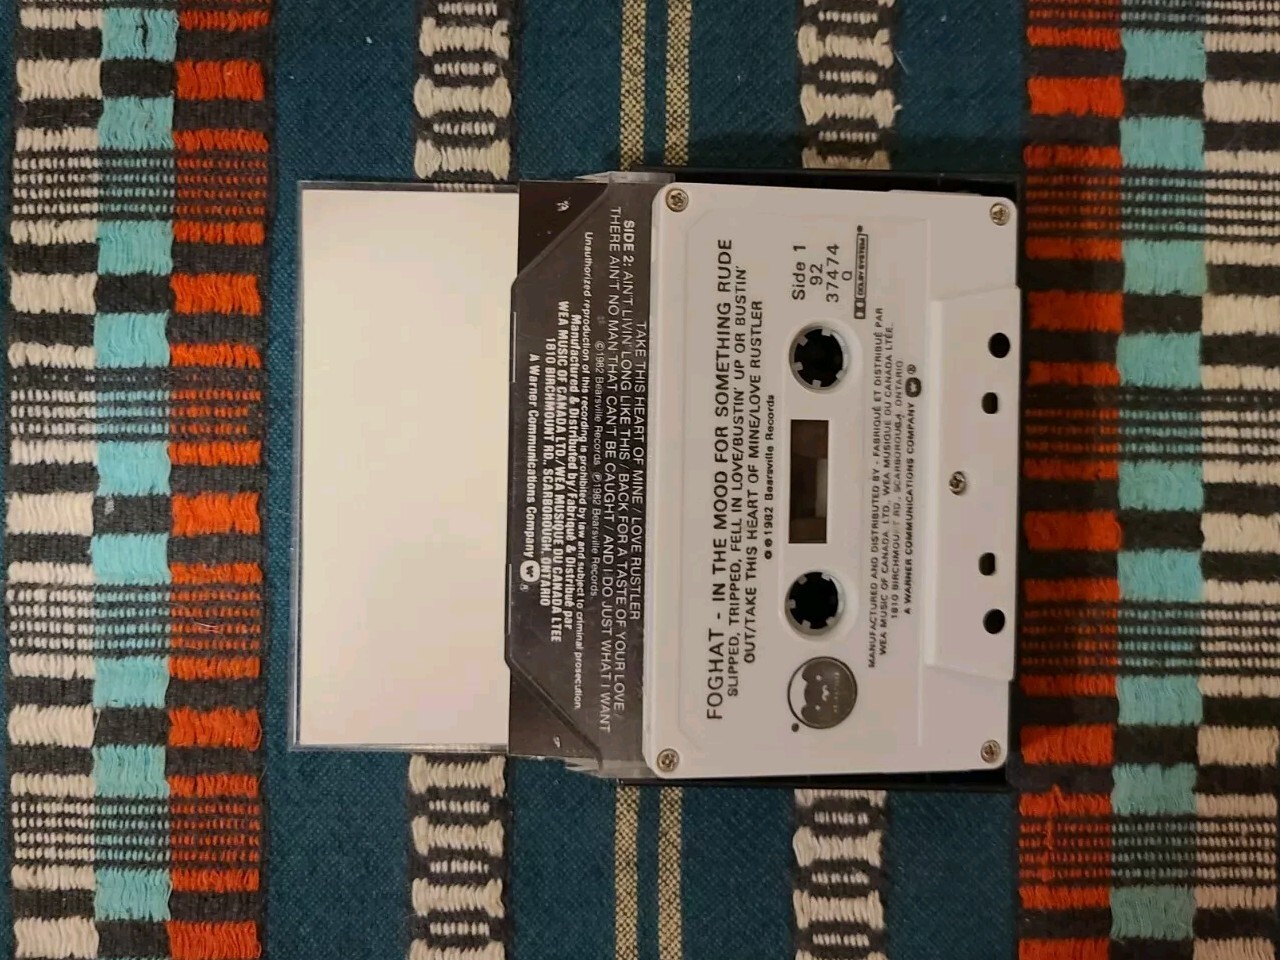 TAKE THIS HEART OF MINE / LOVE RUSTLER
SIDE 2: AIN'T LIVIN' LONG LIKE THIS / BACK FOR A TASTE OF YOUR LOVE /
THERE AIN'T NO MAN THAT CAN'T BE CAUGHT / AND I DO JUST WHAT I WANT
©1982 Bearsville Records ℗1982 Bearsville Records.
Unauthorized reproduction of this recording is prohibited by law and subject to criminal prosecution.
Manufactured & Distributed by / Fabriqué & Distribué par
WEA MUSIC OF CANADA LTD. / WEA MUSIQUE DU CANADA LTEE
1810 BIRCHMOUNT RD., SCARBOROUGH, ONTARIO
A Warner Communications Company ®
FOGHAT - IN THE MOOD FOR SOMETHING RUDE
SLIPPED, TRIPPED, FELL IN LOVE/BUSTIN' UP OR BUSTIN'
OUT/TAKE THIS HEART OF MINE/LOVE RUSTLER
1982 Bearsville Records
Side 1
92
37474
Q
DOLBY SYSTEM
MANUFACTURED AND DISTRIBUTED BY - FABRIQUÉ ET DISTRIBUÉ PAR
WEA MUSIC OF CANADA LTD. WEA MUSIQUE DU CANADA LTÉE.
1810 BIRCHMOUNT RD., SCARBOROUGH, ONTARIO
A WARNER COMMUNICATIONS COMPANY ®